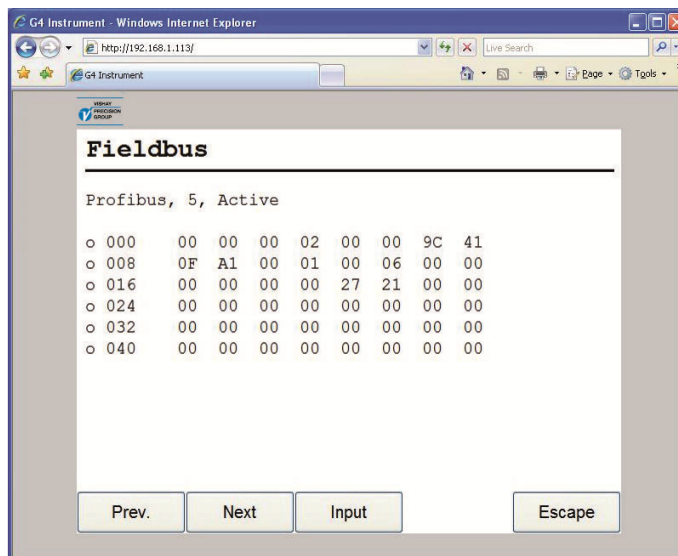 G4 Instrument - Windows Internet Explorer
http://192.168.1.113/
Live Search
G4 Instrument
Page
Tools
VISHAY
PRECISION
GROUP
Fieldbus
Profibus, 5, Active
o 000 00 00 00 02 00 00 9C 41
o 008 0F A1 00 01 00 06 00 00
o 016 00 00 00 00 27 21 00 00
o 024 00 00 00 00 00 00 00 00
o 032 00 00 00 00 00 00 00 00
o 040 00 00 00 00 00 00 00 00
Prev. Next Input Escape